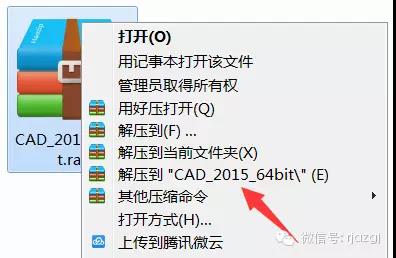 Haozip
CAD_20
t.ra
打开(O)
用记事本打开该文件
管理员取得所有权
用好压打开(Q)
解压到(F) ...
解压到当前文件夹(X)
解压到 "CAD_2015_64bit\" (E)
其他压缩命令
打开方式(H)...
上传到腾讯微云
微信号: rjazgj